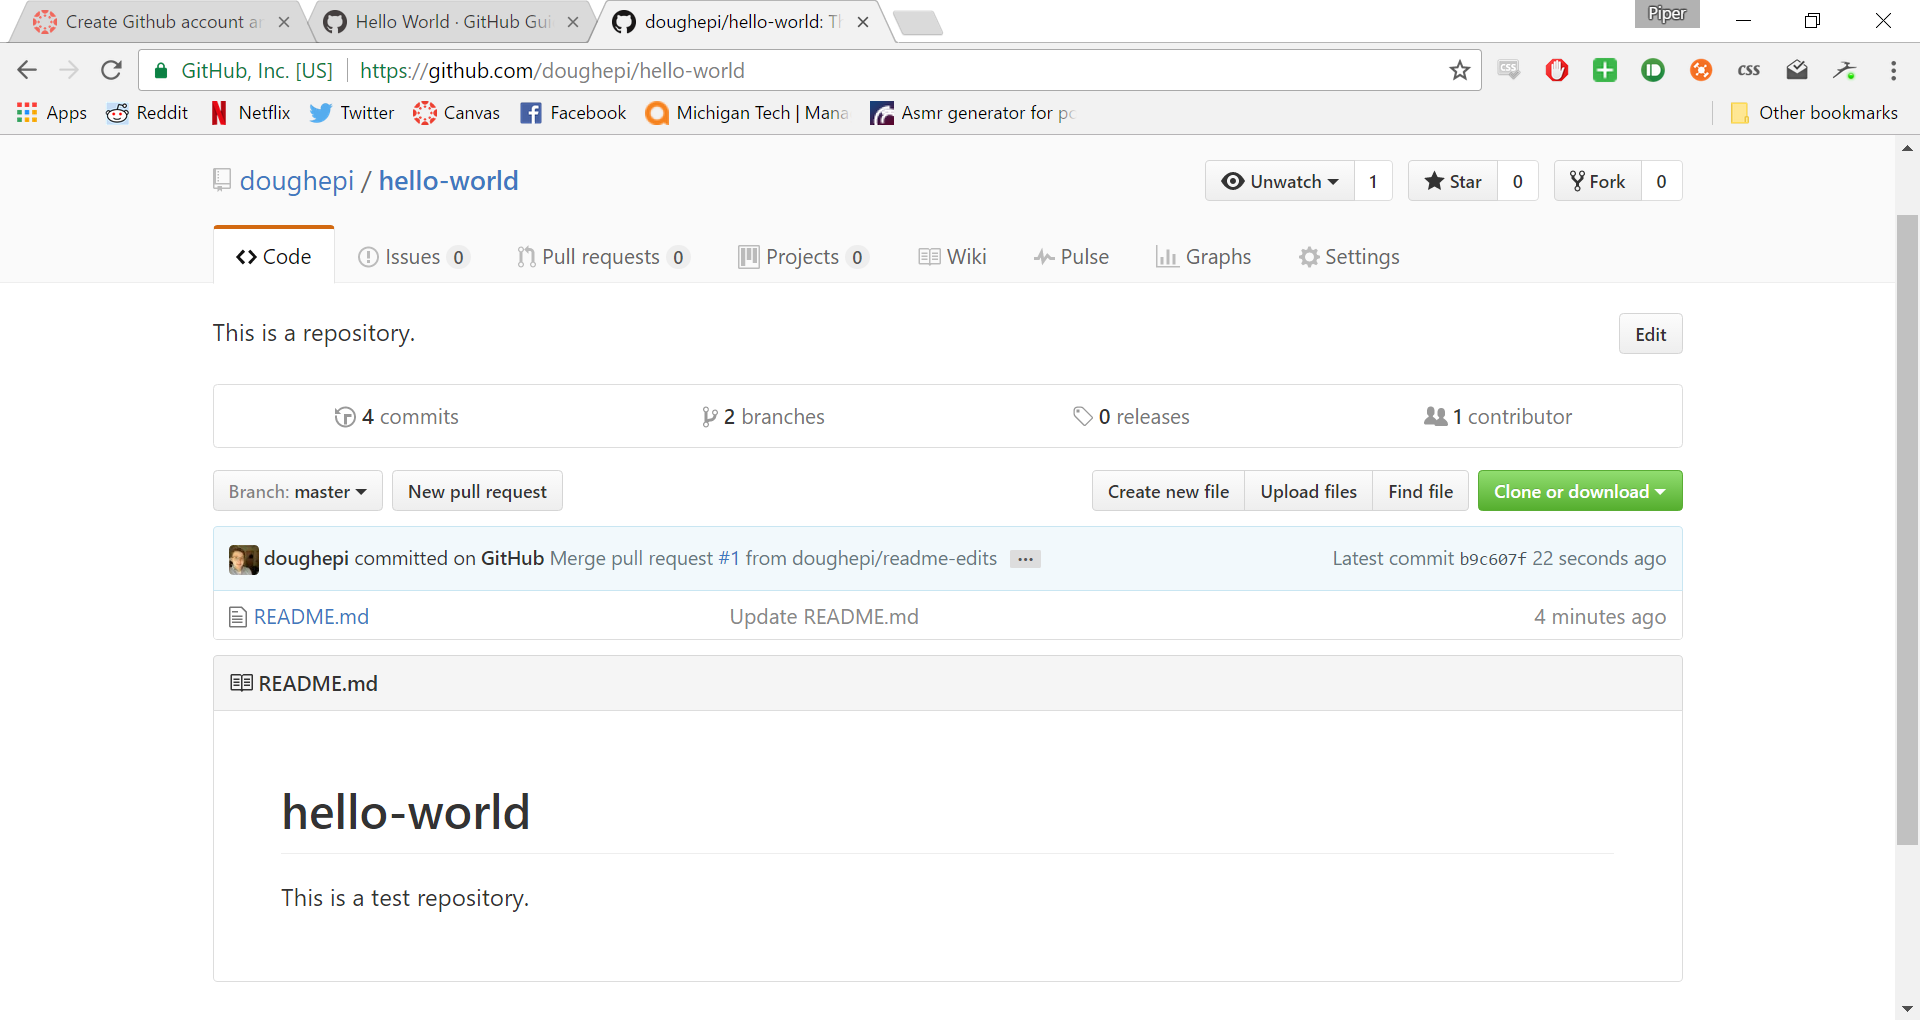 Create Github account a
Hello World · GitHub Gui
doughepi/hello-world: Th
Piper
GitHub, Inc. [US]
https://github.com/doughepi/hello-world
CSS
css
Apps
Reddit
Netflix
Twitter
Canvas
Facebook
Michigan Tech | Mana
Asmr generator for po
Other bookmarks
doughepi / hello-world
Unwatch 1
Star 0
Fork 0
Code
Issues 0
Pull requests 0
Projects 0
Wiki
Pulse
Graphs
Settings
This is a repository.
Edit
4 commits
2 branches
0 releases
1 contributor
Branch: master
New pull request
Create new file
Upload files
Find file
Clone or download
doughepi committed on GitHub Merge pull request #1 from doughepi/readme-edits ...
Latest commit b9c607f 22 seconds ago
README.md
Update README.md
4 minutes ago
README.md
hello-world
This is a test repository.